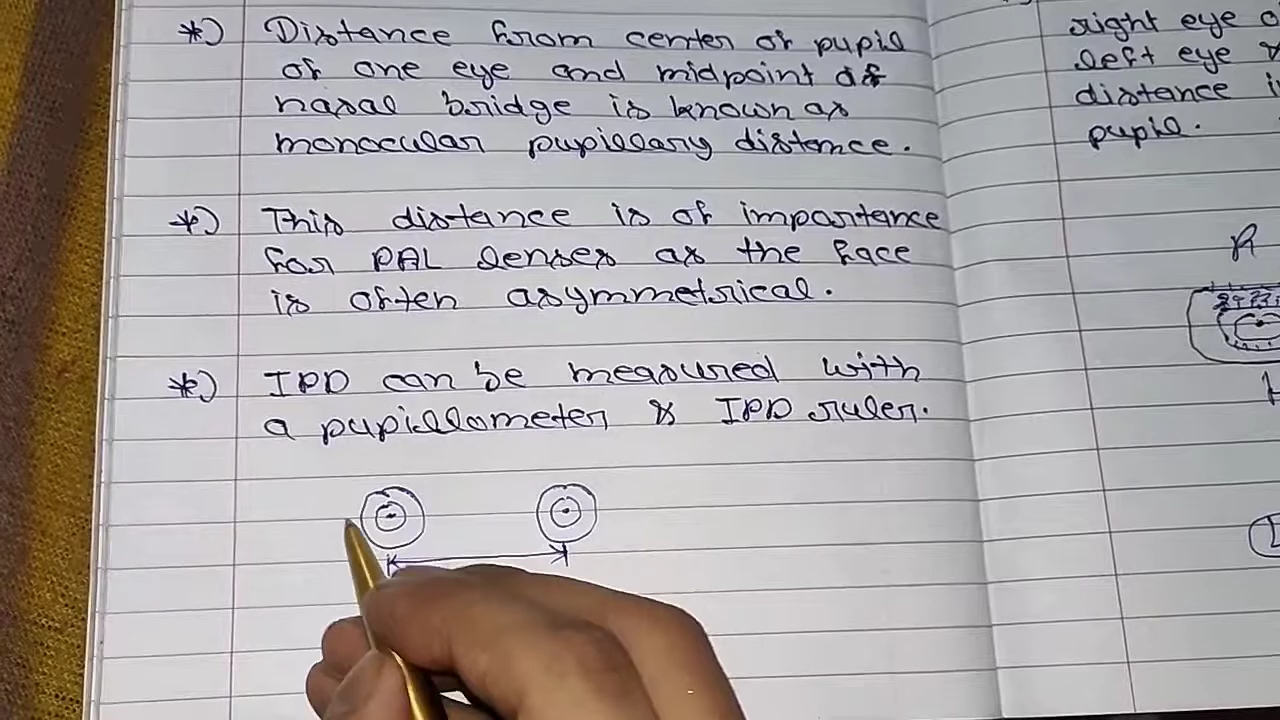 *) Distance from center of pupil
of one eye and midpoint of
nasal bridge is known as
monocular pupillary distance.
*) This distance is of importance
for PAL lenses as the face
is often asymmetrical.
*) IPD can be measured with
a pupillometer & IPD ruler.
right eye
left eye &
distance
pupil.
R